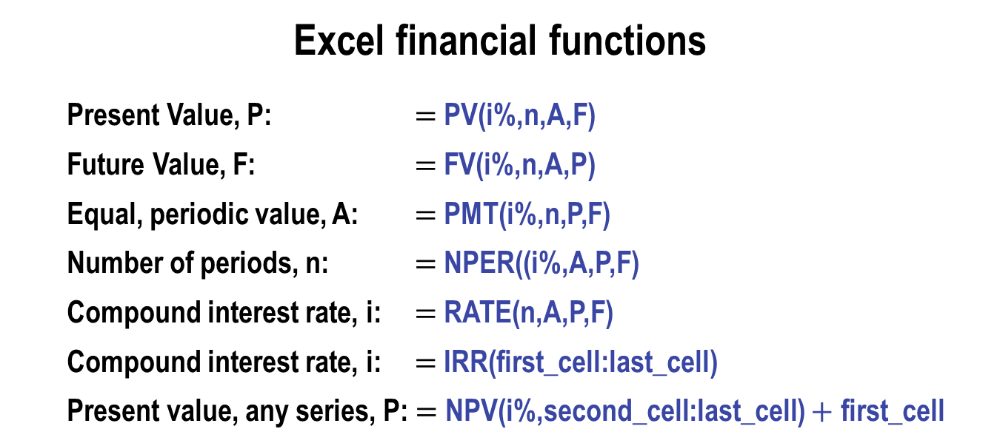 Excel financial functions
Present Value, P: = PV(i%,n,A,F)
Future Value, F: = FV(i%,n,A,P)
Equal, periodic value, A: = PMT(i%,n,P,F)
Number of periods, n: = NPER((i%,A,P,F)
Compound interest rate, i: = RATE(n,A,P,F)
Compound interest rate, i: = IRR(first_cell:last_cell)
Present value, any series, P: = NPV(i%,second_cell:last_cell) + first_cell